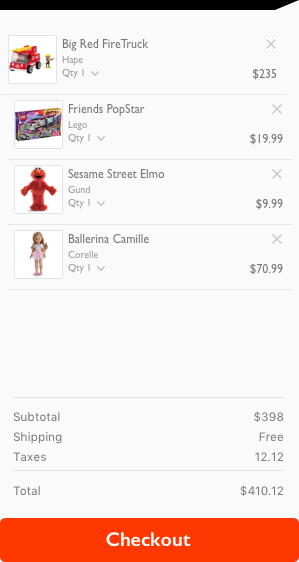 Big Red FireTruck
Hape
Qty 1
$235
Friends PopStar
Lego
Qty 1
$19.99
Sesame Street Elmo
Gund
Qty 1
$9.99
Ballerina Camille
Corelle
Qty 1
$70.99
Subtotal $398
Shipping Free
Taxes 12.12
Total $410.12
Checkout